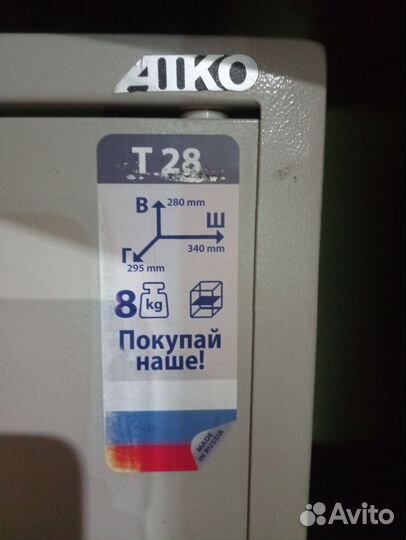 AIKO
T 28
В
280 mm
Ш
340 mm
Г
295 mm
8 kg
Покупай
наше!
MADE
IN RUSSIA
Avito